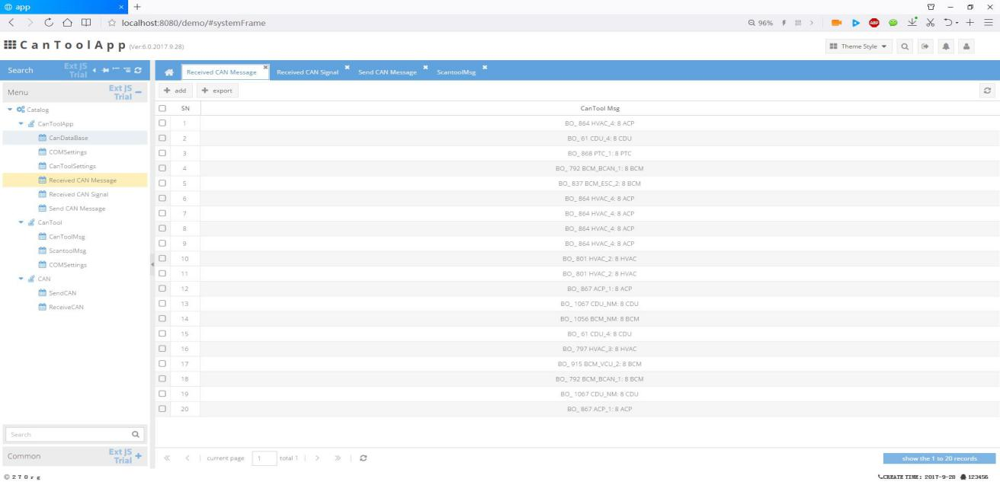 app
localhost:8080/demo/#systemFrame
96%
ABP
CanToolApp (Ver:6.0.2017.9.28)
Theme Style
Search Ext JS Trial
Received CAN Message Received CAN Signal Send CAN Message ScantoolMsg
Menu Ext JS Trial
add export
Catalog
CanToolApp
CanDataBase
COMSettings
CanToolSettings
Received CAN Message
Received CAN Signal
Send CAN Message
CanTool
CanToolMsg
ScantoolMsg
COMSettings
CAN
SendCAN
ReceiveCAN
Search
Common Ext JS Trial
SN CanTool Msg
1 BO_ 864 HVAC_4: 8 ACP
2 BO_ 61 CDU_4: 8 CDU
3 BO_ 868 PTC_1: 8 PTC
4 BO_ 792 BCM_BCAN_1: 8 BCM
5 BO_ 837 BCM_ESC_2: 8 BCM
6 BO_ 864 HVAC_4: 8 ACP
7 BO_ 864 HVAC_4: 8 ACP
8 BO_ 864 HVAC_4: 8 ACP
9 BO_ 864 HVAC_4: 8 ACP
10 BO_ 801 HVAC_2: 8 HVAC
11 BO_ 801 HVAC_2: 8 HVAC
12 BO_ 867 ACP_1: 8 ACP
13 BO_ 1067 CDU_NM: 8 CDU
14 BO_ 1056 BCM_NM: 8 BCM
15 BO_ 61 CDU_4: 8 CDU
16 BO_ 797 HVAC_3: 8 HVAC
17 BO_ 915 BCM_VCU_2: 8 BCM
18 BO_ 792 BCM_BCAN_1: 8 BCM
19 BO_ 1067 CDU_NM: 8 CDU
20 BO_ 867 ACP_1: 8 ACP
current page 1 total 1
show the 1 to 20 records
©270rg
CREATE TIME: 2017-9-28 123456